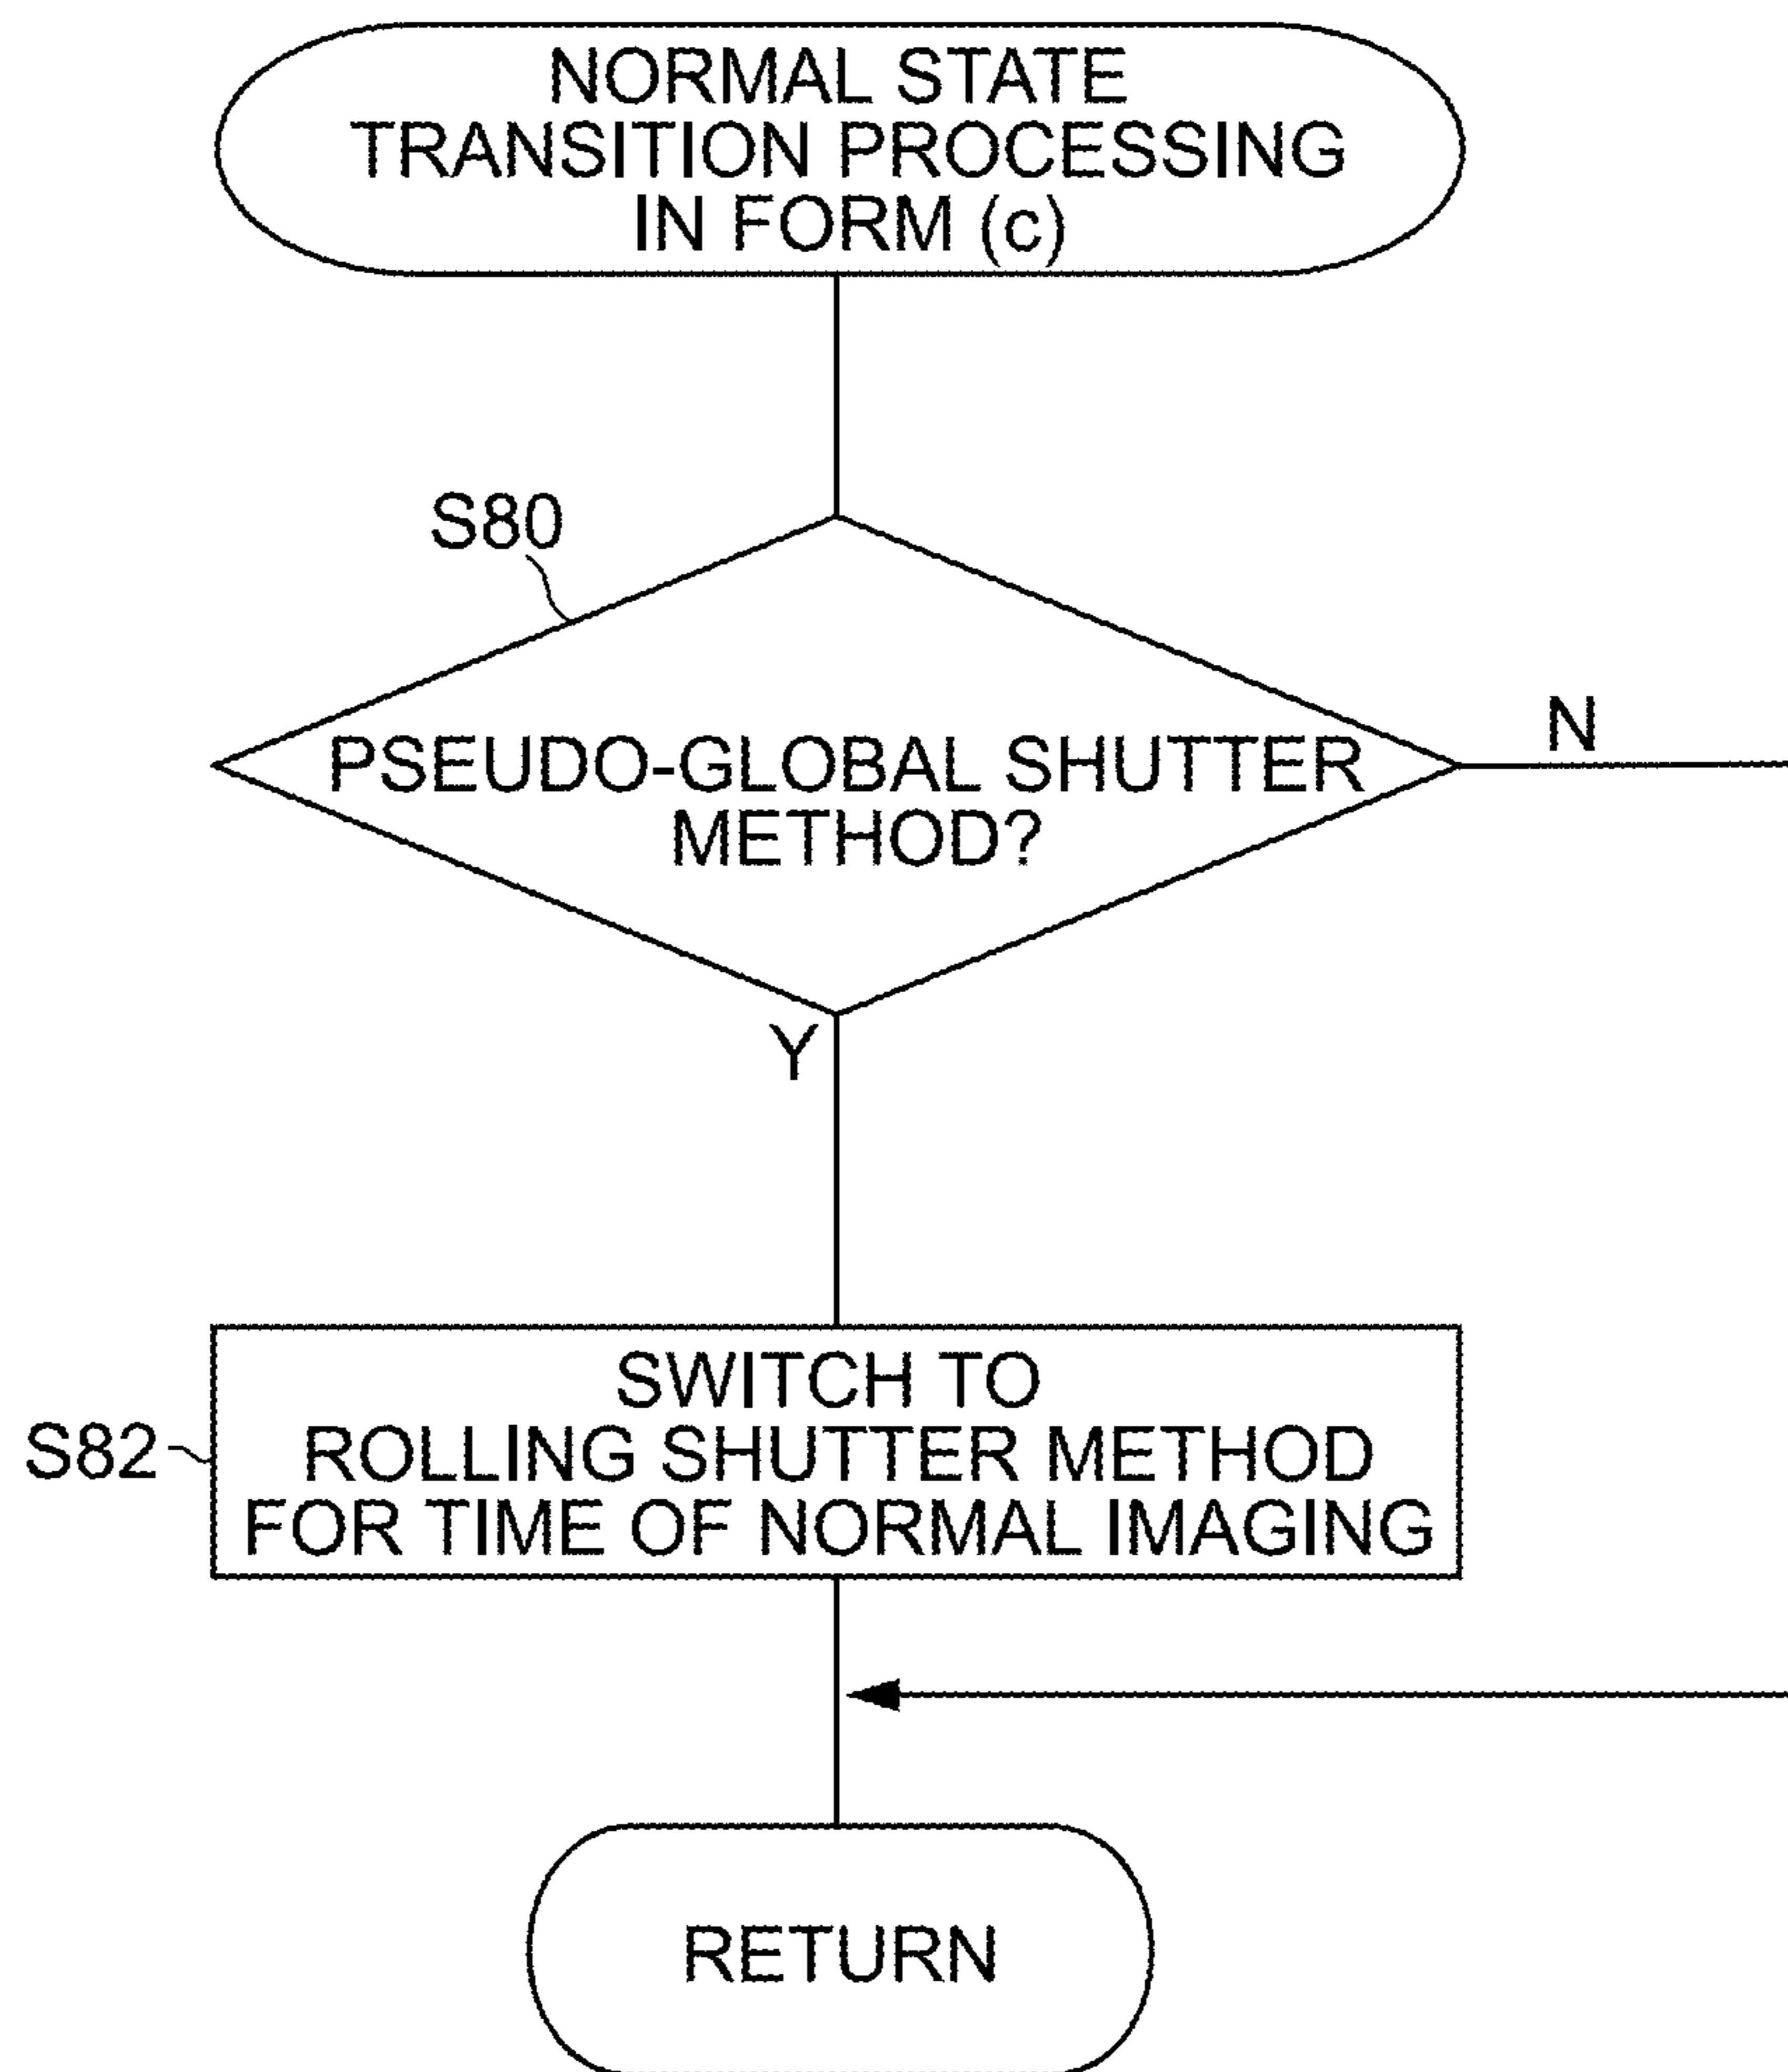 NORMAL STATE
TRANSITION PROCESSING
IN FORM (c)
S80
PSEUDO-GLOBAL SHUTTER
METHOD?
N
Y
S82
SWITCH TO
ROLLING SHUTTER METHOD
FOR TIME OF NORMAL IMAGING
RETURN